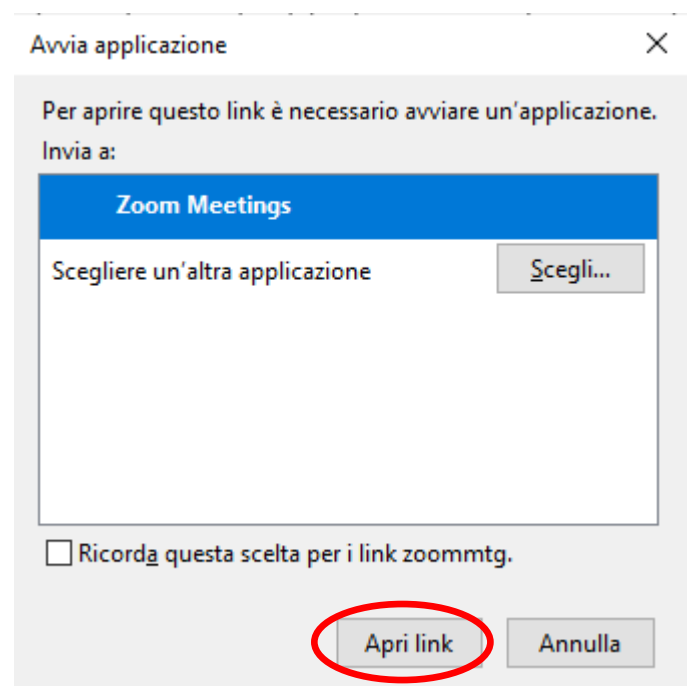 Avvia applicazione
Per aprire questo link è necessario avviare un'applicazione.
Invia a:
Zoom Meetings
Scegliere un'altra applicazione
Scegli...
Ricorda questa scelta per i link zoommtg.
Apri link
Annulla